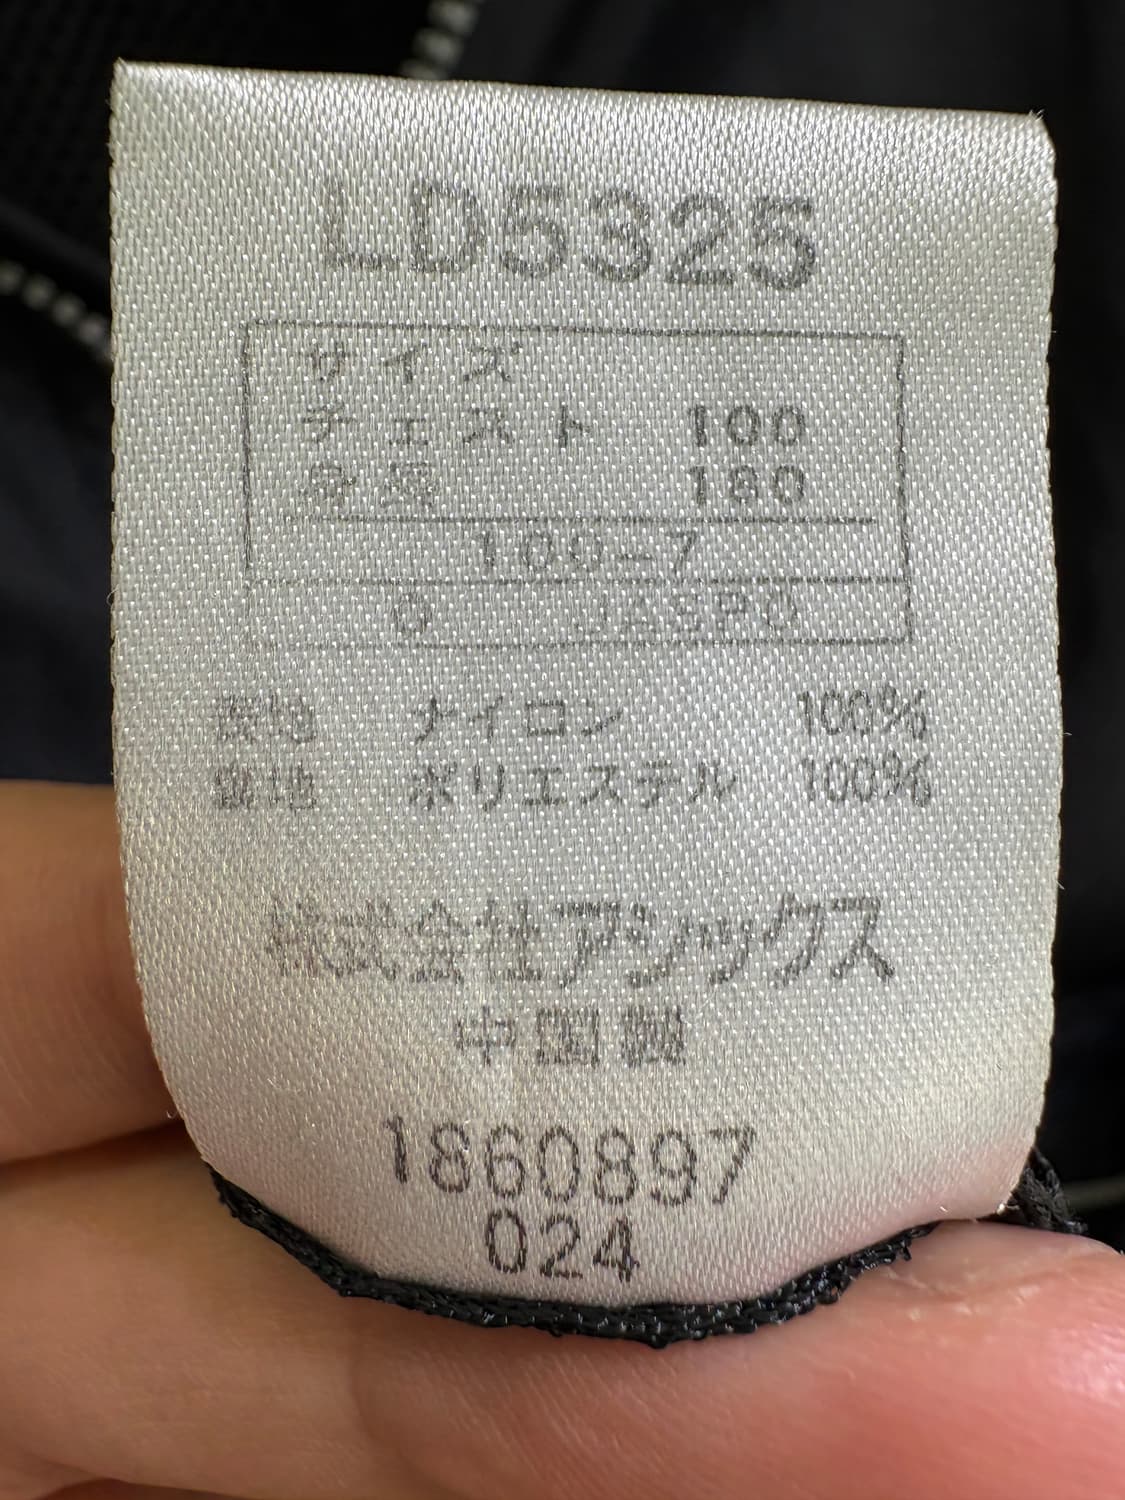 LD5325
サイズ
チェスト 100
身長 180
100-7
O JASPO
表地 ナイロン 100%
裏地 ポリエステル 100%
株式会社アシックス
中国製
1860897
024